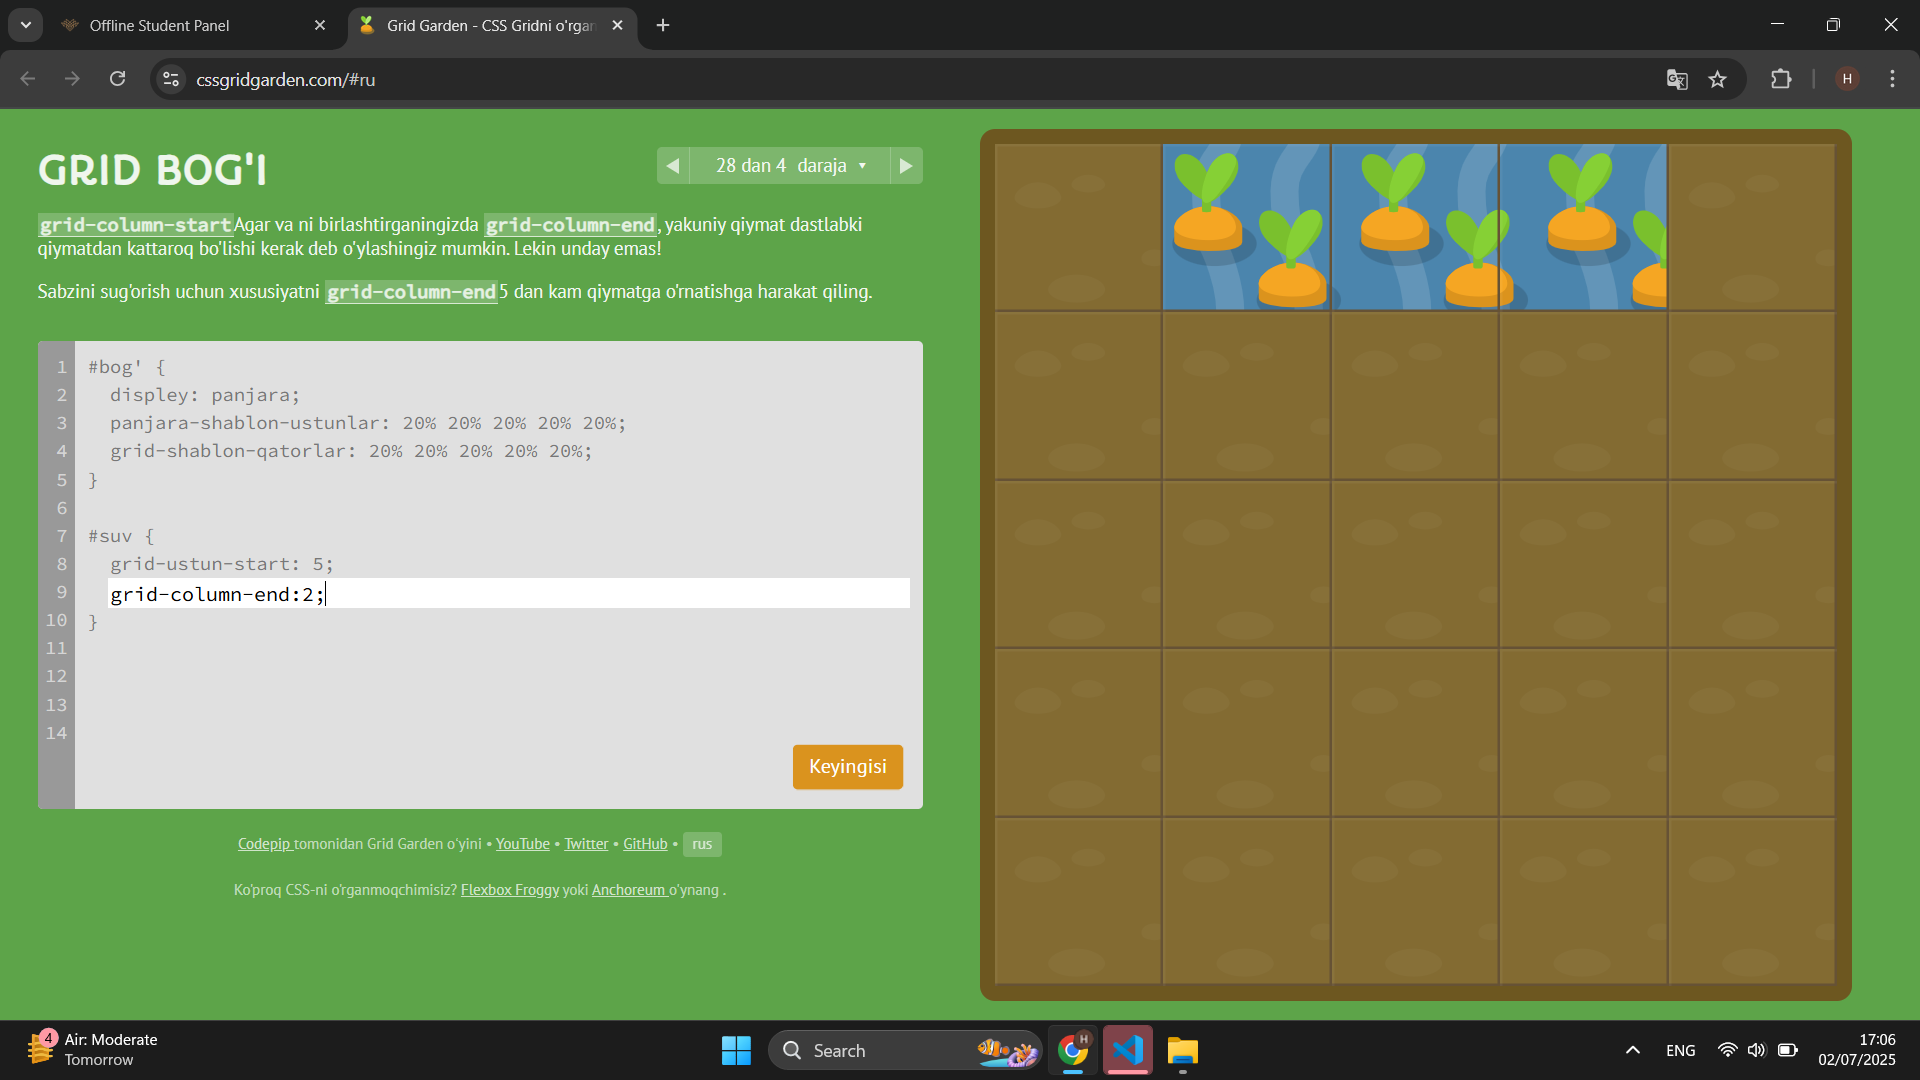 Offline Student Panel
Grid Garden - CSS Gridni o'rgan
cssgridgarden.com/#ru
H
GRID BOG'I
28 dan 4 daraja
grid-column-start Agar va ni birlashtirganingizda grid-column-end, yakuniy qiymat dastlabki
qiymatdan kattaroq bo'lishi kerak deb o'ylashingiz mumkin. Lekin unday emas!
Sabzini sug'orish uchun xususiyatni grid-column-end 5 dan kam qiymatga o'rnatishga harakat qiling.
1 #bog' {
2 displey: panjara;
3 panjara-shablon-ustunlar: 20% 20% 20% 20% 20%;
4 grid-shablon-qatorlar: 20% 20% 20% 20% 20%;
5 }
6
7 #suv {
8 grid-ustun-start: 5;
9 grid-column-end:2;
10 }
11
12
13
14
Keyingisi
Codepip tomonidan Grid Garden o'yini • YouTube • Twitter • GitHub • rus
Ko'proq CSS-ni o'rganmoqchimisiz? Flexbox Froggy yoki Anchoreum o'ynang .
4
Air: Moderate
Tomorrow
Search
H
ENG
17:06
02/07/2025